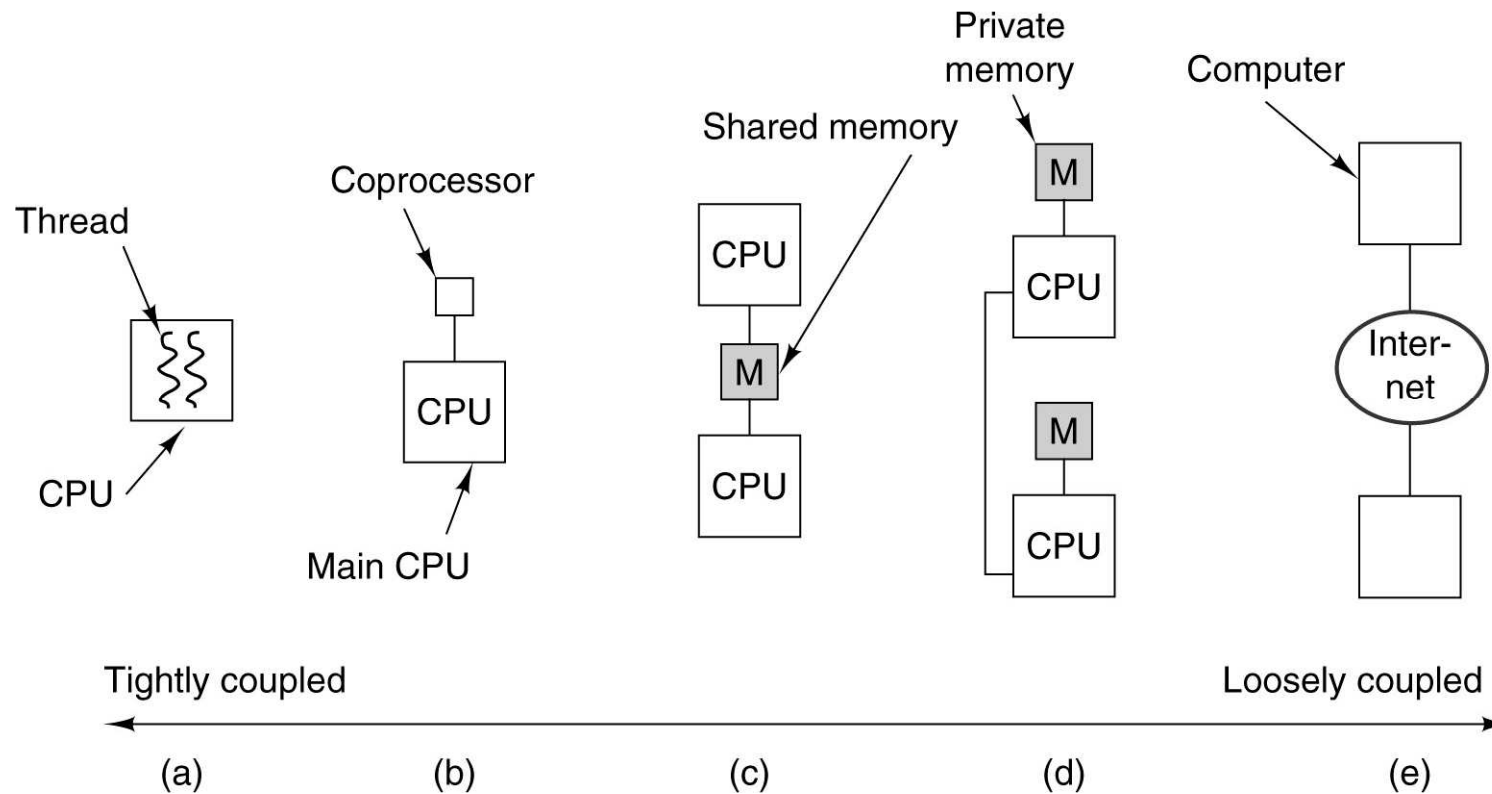 Thread
CPU
Coprocessor
CPU
Main CPU
Shared memory
CPU
M
CPU
Private
memory
M
CPU
M
CPU
Computer
Inter-
net
Tightly coupled
Loosely coupled
(a)
(b)
(c)
(d)
(e)